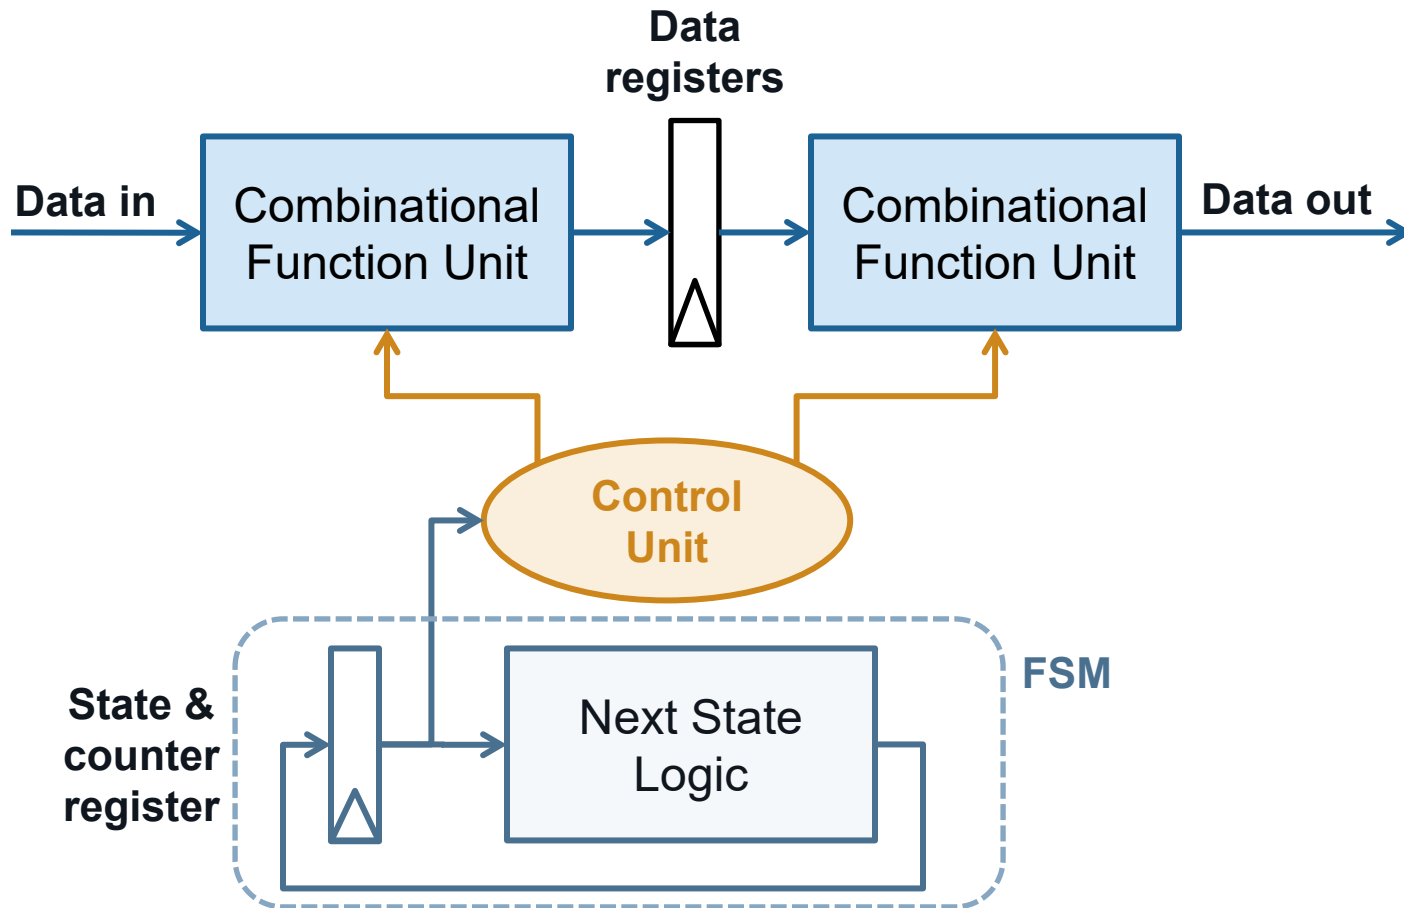 Data
registers
Data in
Combinational
Function Unit
Combinational
Function Unit
Data out
Control
Unit
FSM
State &
counter
register
Next State
Logic